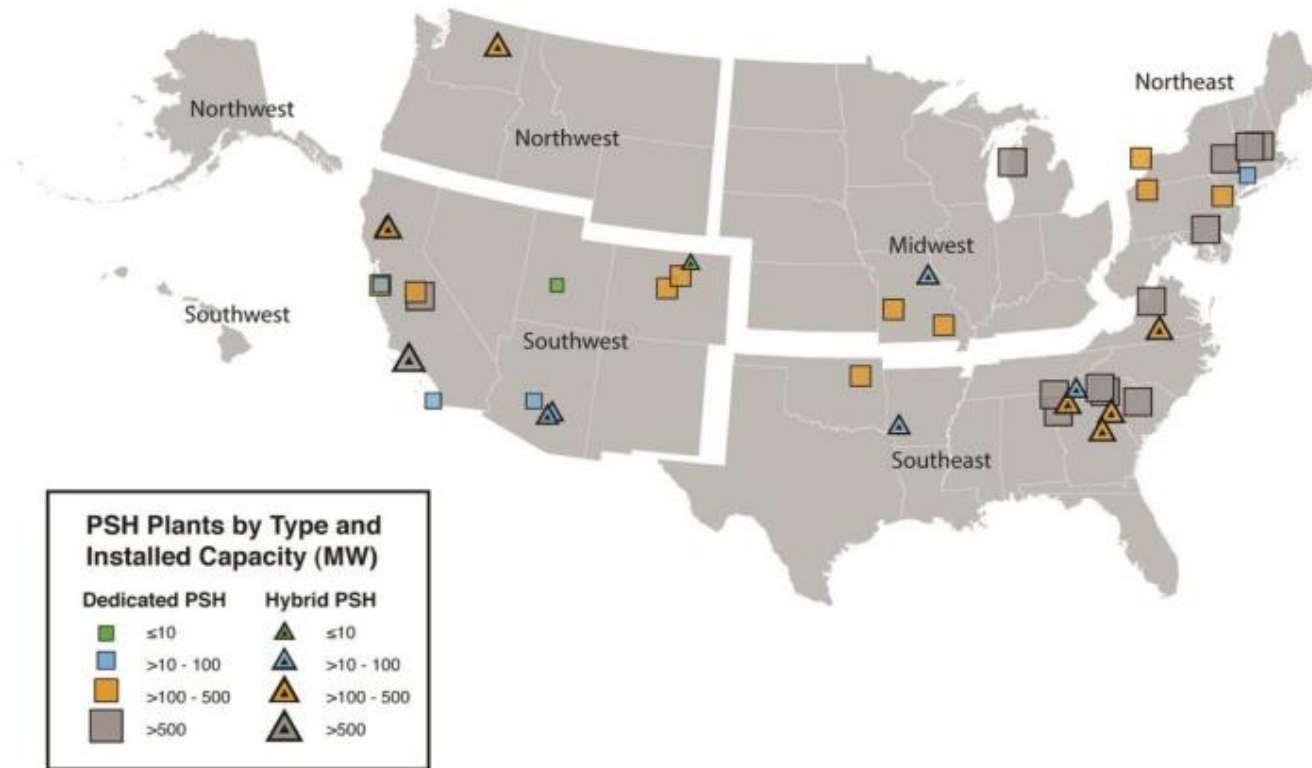 Northeast
Northwest
Northwest
Midwest
Southwest
Southwest
Southeast
PSH Plants by Type and
Installed Capacity (MW)
Dedicated PSH Hybrid PSH
≤10 ≤10
>10 - 100 >10 - 100
>100 - 500 >100 - 500
>500 >500